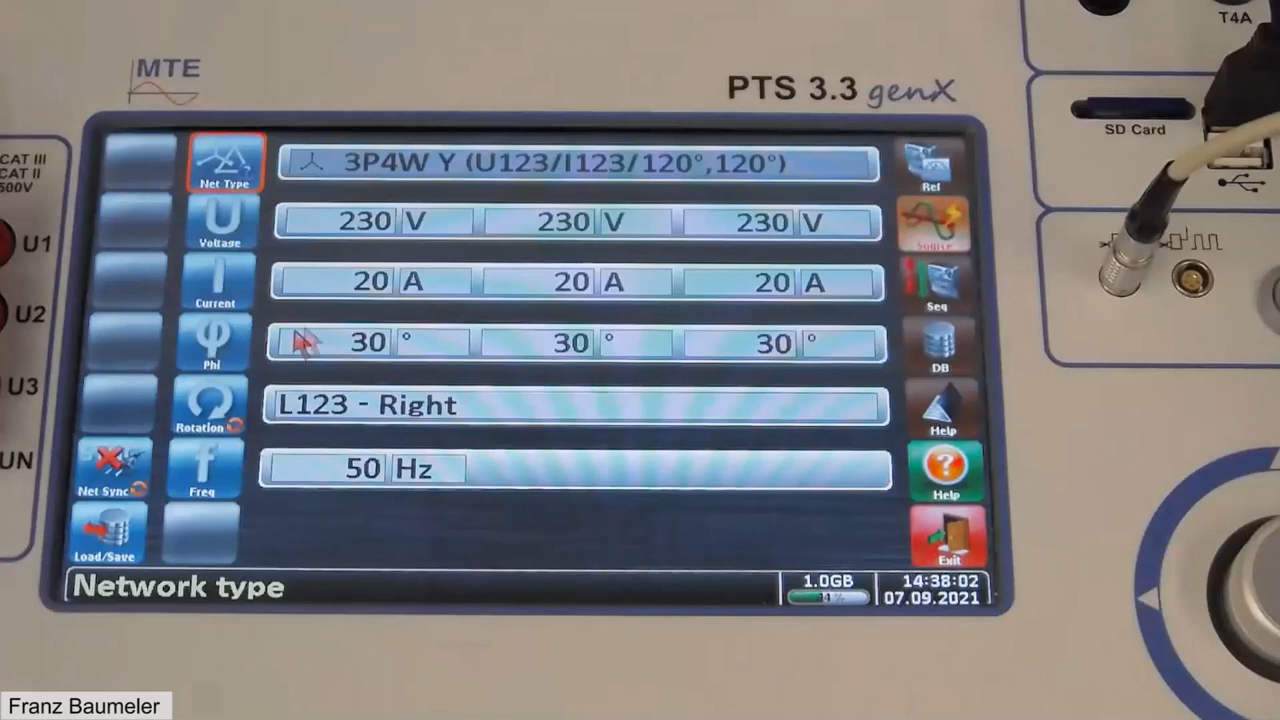 T4A
MTE
PTS 3.3 genX
SD Card
CAT III
CAT II
500V
U1
U2
U3
UN
Net Type
3P4W Y (U123/I123/120°,120°)
Ref
U
Voltage
230 V 230 V 230 V
Source
I
Current
20 A 20 A 20 A
Seq
φ
Phi
30 ° 30 ° 30 °
DB
Rotation
L123 - Right
Help
Net Sync
f
Freq
50 Hz
?
Help
Load/Save
Exit
Network type
1.0GB
14:38:02
07.09.2021
Franz Baumeler